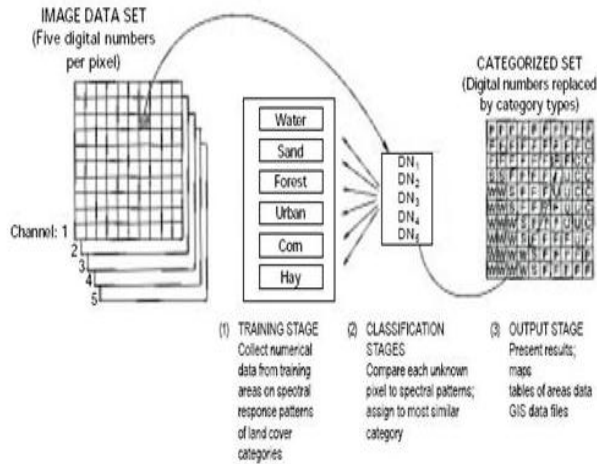 IMAGE DATA SET
(Five digital numbers
per pixel)
Channel: 1
2
3
4
5
Water
Sand
Forest
Urban
Corn
Hay
DN1
DN2
DN3
DN4
DN5
CATEGORIZED SET
(Digital numbers replaced
by category types)
(1) TRAINING STAGE
Collect numerical
data from training
areas on spectral
response patterns
of land cover
categories
(2) CLASSIFICATION
STAGES
Compare each unknown
pixel to spectral patterns;
assign to most similar
category
(3) OUTPUT STAGE
Present results;
maps
tables of areas data
GIS data files